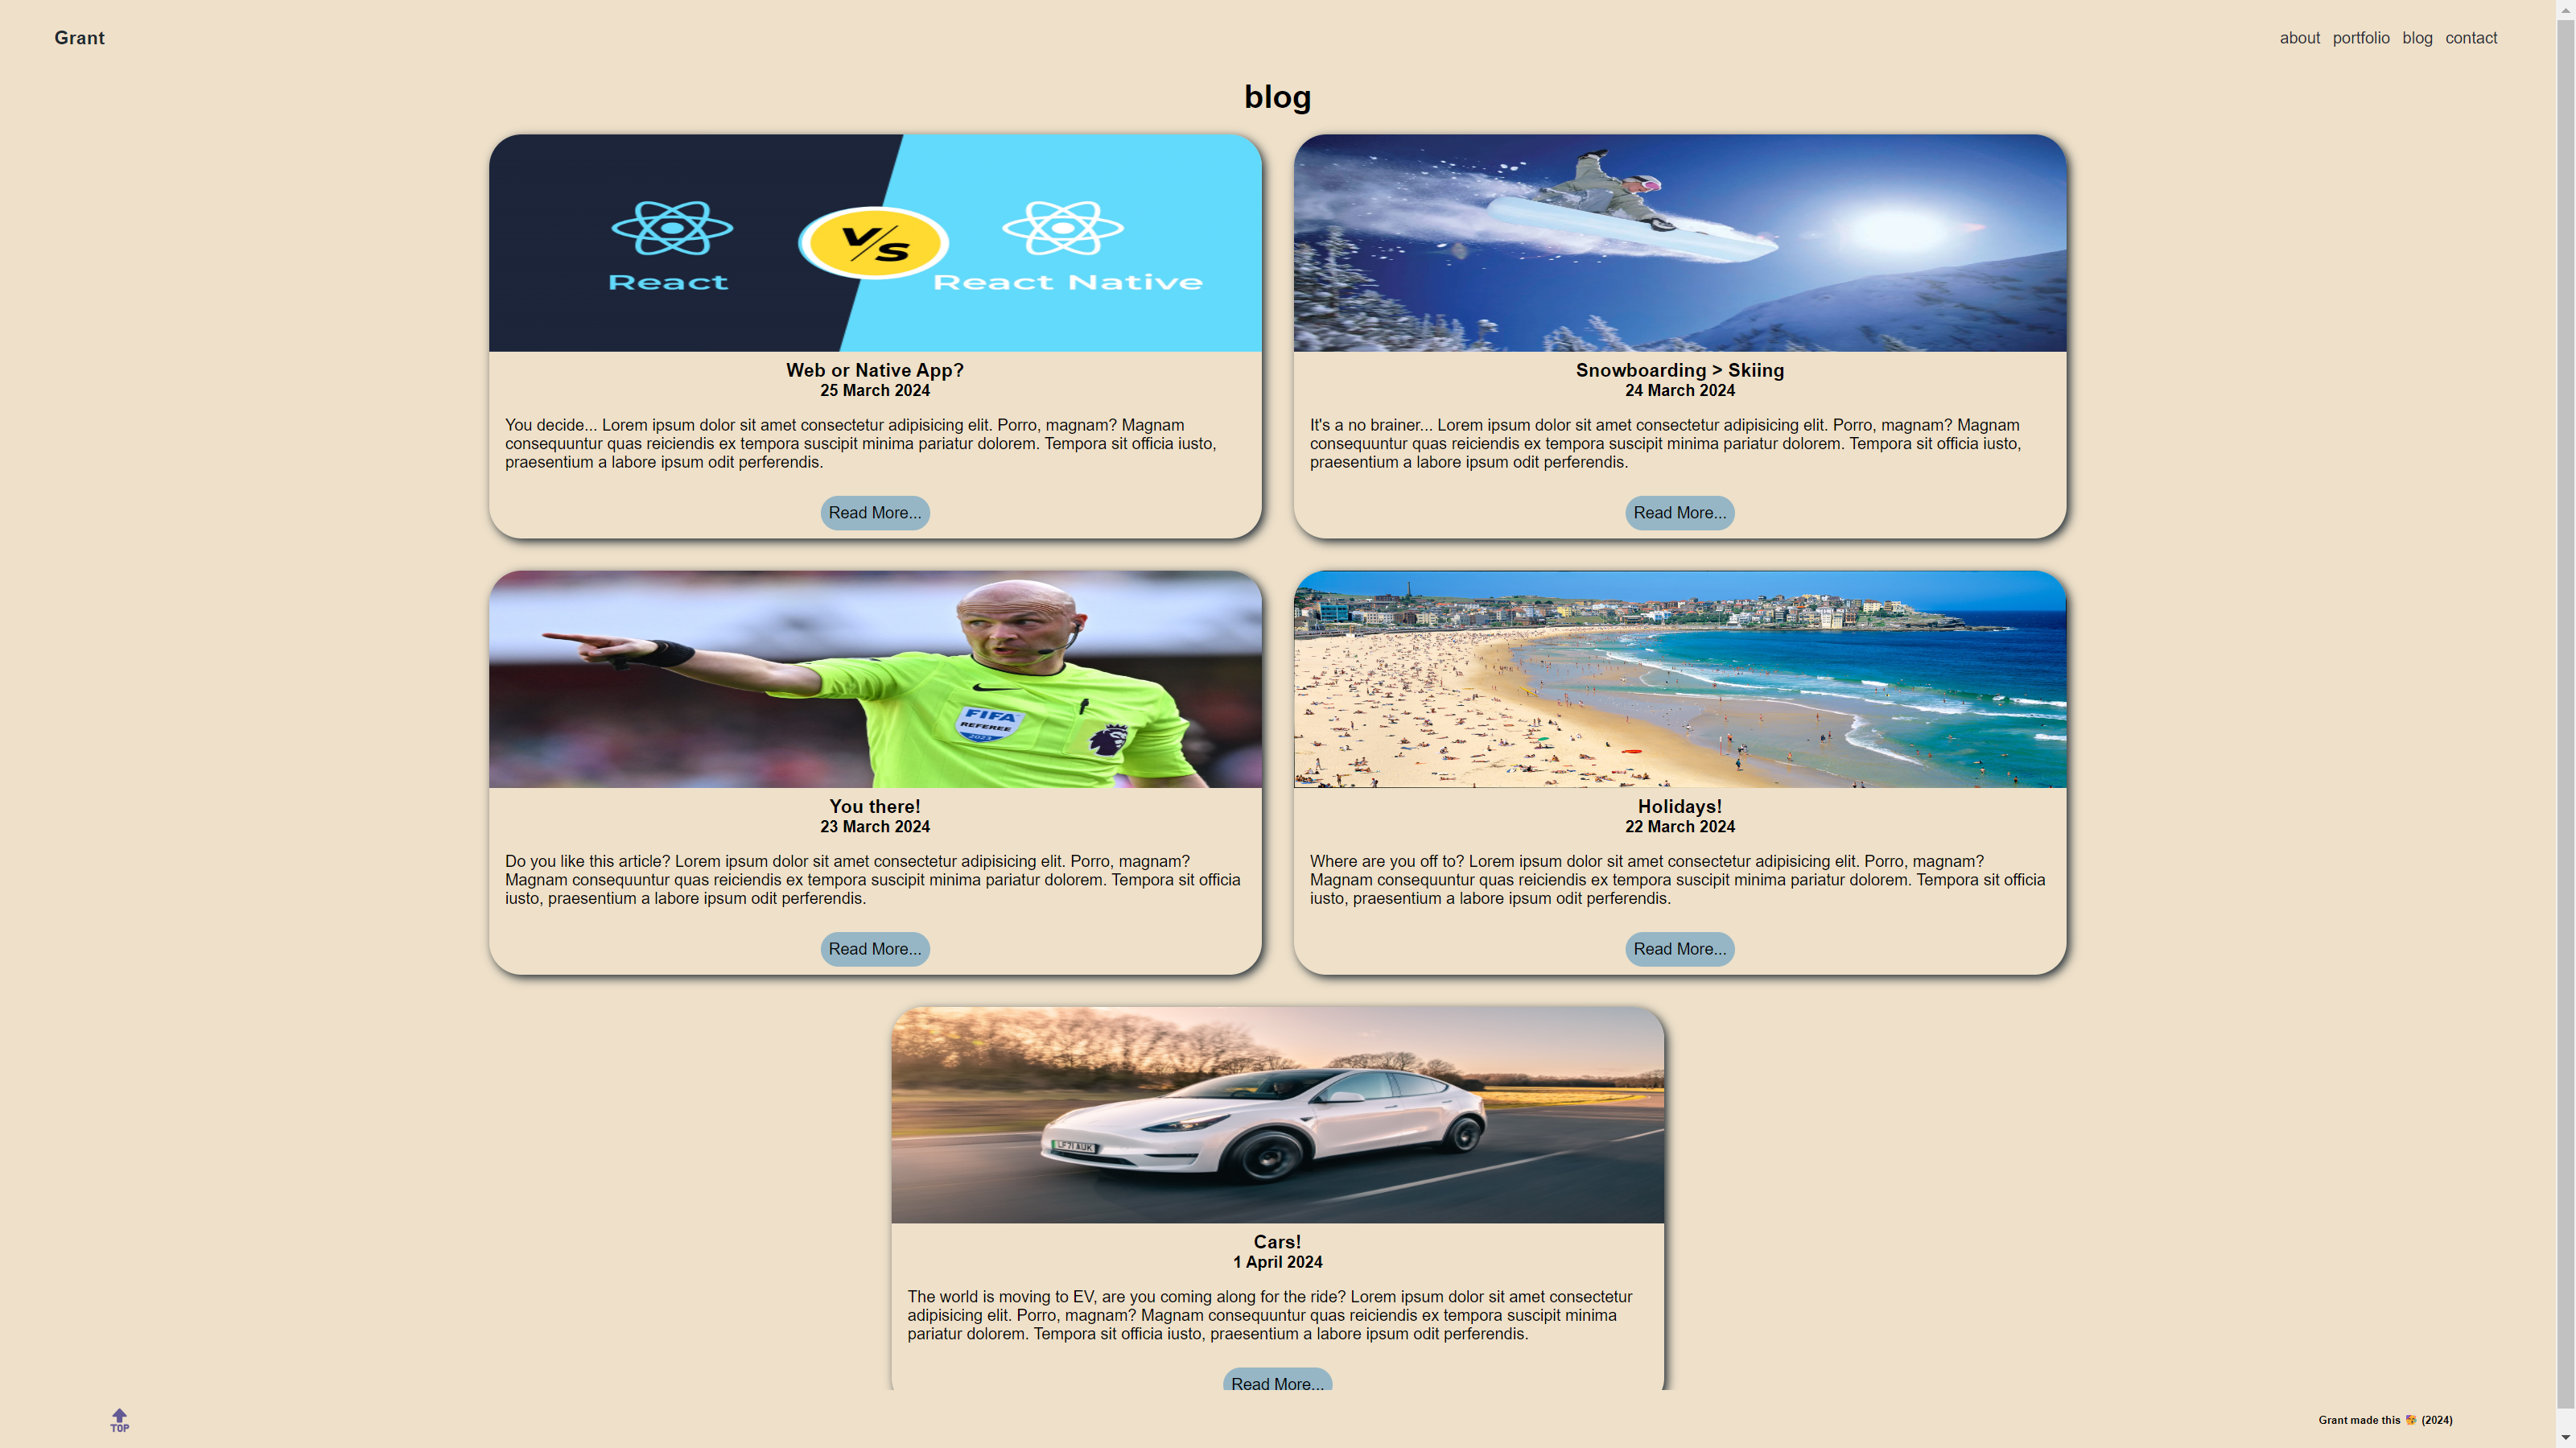 Grant
about portfolio blog contact
blog
React
V/S
React Native
Web or Native App?
25 March 2024
You decide... Lorem ipsum dolor sit amet consectetur adipisicing elit. Porro, magnam? Magnam
consequuntur quas reiciendis ex tempora suscipit minima pariatur dolorem. Tempora sit officia iusto,
praesentium a labore ipsum odit perferendis.
Read More...
Snowboarding > Skiing
24 March 2024
It's a no brainer... Lorem ipsum dolor sit amet consectetur adipisicing elit. Porro, magnam? Magnam
consequuntur quas reiciendis ex tempora suscipit minima pariatur dolorem. Tempora sit officia iusto,
praesentium a labore ipsum odit perferendis.
Read More...
FIFA
REFEREE
2023
You there!
23 March 2024
Do you like this article? Lorem ipsum dolor sit amet consectetur adipisicing elit. Porro, magnam?
Magnam consequuntur quas reiciendis ex tempora suscipit minima pariatur dolorem. Tempora sit officia
iusto, praesentium a labore ipsum odit perferendis.
Read More...
Holidays!
22 March 2024
Where are you off to? Lorem ipsum dolor sit amet consectetur adipisicing elit. Porro, magnam?
Magnam consequuntur quas reiciendis ex tempora suscipit minima pariatur dolorem. Tempora sit officia
iusto, praesentium a labore ipsum odit perferendis.
Read More...
LF71 AUK
Cars!
1 April 2024
The world is moving to EV, are you coming along for the ride? Lorem ipsum dolor sit amet consectetur
adipisicing elit. Porro, magnam? Magnam consequuntur quas reiciendis ex tempora suscipit minima
pariatur dolorem. Tempora sit officia iusto, praesentium a labore ipsum odit perferendis.
Read More...
TOP
Grant made this (2024)